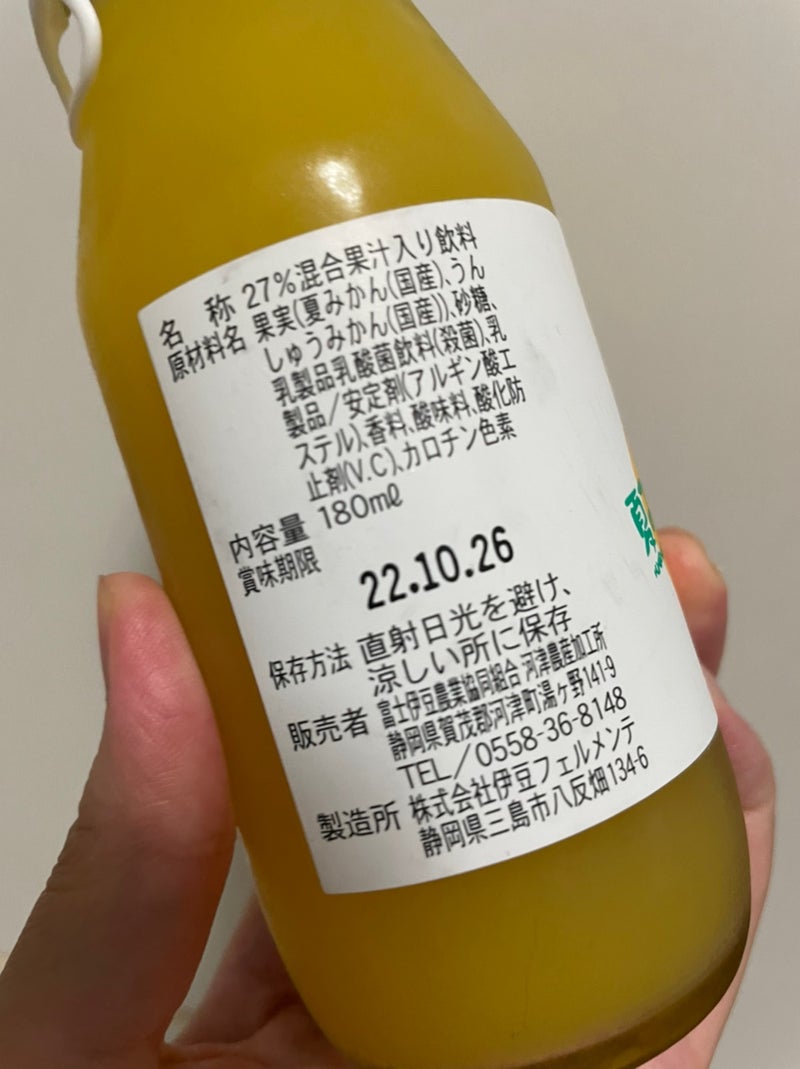 名称 27%混合果汁入り飲料
原材料名 果実(夏みかん(国産)、うん
しゅうみかん(国産))、砂糖、
乳製品乳酸菌飲料(殺菌)、乳
製品/安定剤(アルギン酸エ
ステル)、香料、酸味料、酸化防
止剤(V.C)、カロチン色素
内容量 180mℓ
賞味期限 22.10.26
保存方法 直射日光を避け、
涼しい所に保存
販売者 富士伊豆農業協同組合 河津農産加工所
静岡県賀茂郡河津町湯ケ野141-9
TEL/0558-36-8148
製造所 株式会社伊豆フェルメンテ
静岡県三島市八反畑134-6
夏